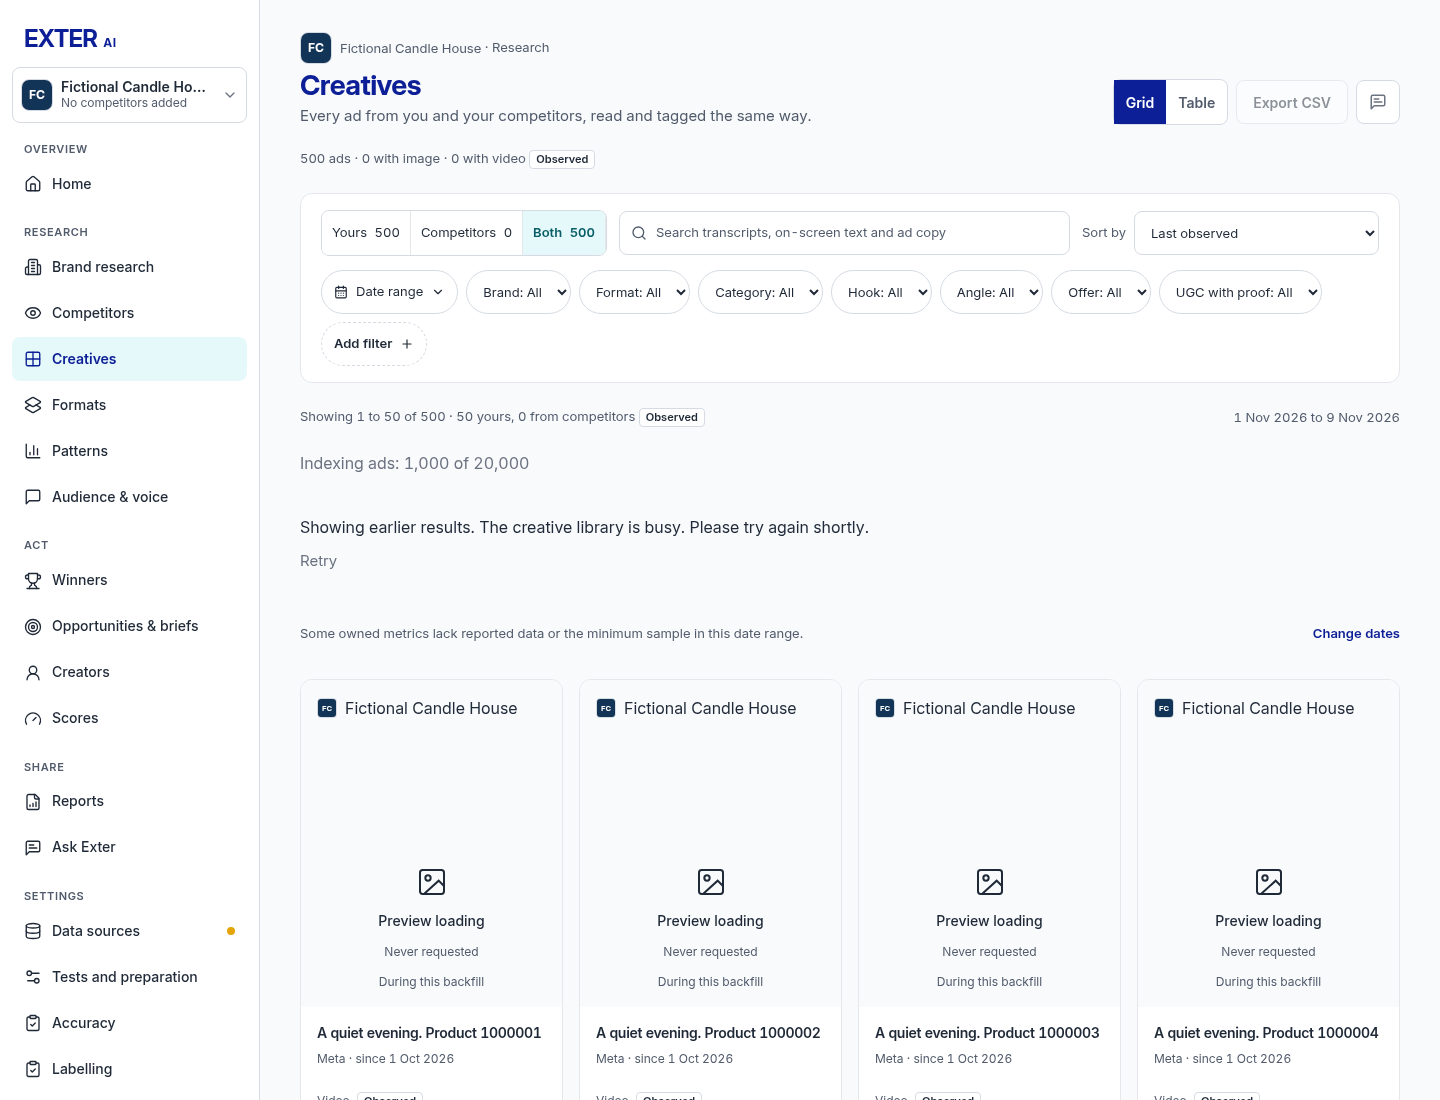 EXTER AI
FC Fictional Candle Ho...
No competitors added
OVERVIEW
Home
RESEARCH
Brand research
Competitors
Creatives
Formats
Patterns
Audience & voice
ACT
Winners
Opportunities & briefs
Creators
Scores
SHARE
Reports
Ask Exter
SETTINGS
Data sources
Tests and preparation
Accuracy
Labelling
FC Fictional Candle House · Research
Creatives
Every ad from you and your competitors, read and tagged the same way.
Grid Table Export CSV
500 ads · 0 with image · 0 with video Observed
Yours 500 Competitors 0 Both 500 Search transcripts, on-screen text and ad copy Sort by Last observed
Date range Brand: All Format: All Category: All Hook: All Angle: All Offer: All UGC with proof: All
Add filter
Showing 1 to 50 of 500 · 50 yours, 0 from competitors Observed 1 Nov 2026 to 9 Nov 2026
Indexing ads: 1,000 of 20,000
Showing earlier results. The creative library is busy. Please try again shortly.
Retry
Some owned metrics lack reported data or the minimum sample in this date range. Change dates
FC Fictional Candle House FC Fictional Candle House FC Fictional Candle House FC Fictional Candle House
Preview loading Preview loading Preview loading Preview loading
Never requested Never requested Never requested Never requested
During this backfill During this backfill During this backfill During this backfill
A quiet evening. Product 1000001 A quiet evening. Product 1000002 A quiet evening. Product 1000003 A quiet evening. Product 1000004
Meta · since 1 Oct 2026 Meta · since 1 Oct 2026 Meta · since 1 Oct 2026 Meta · since 1 Oct 2026
Video Observed Video Observed Video Observed Video Observed